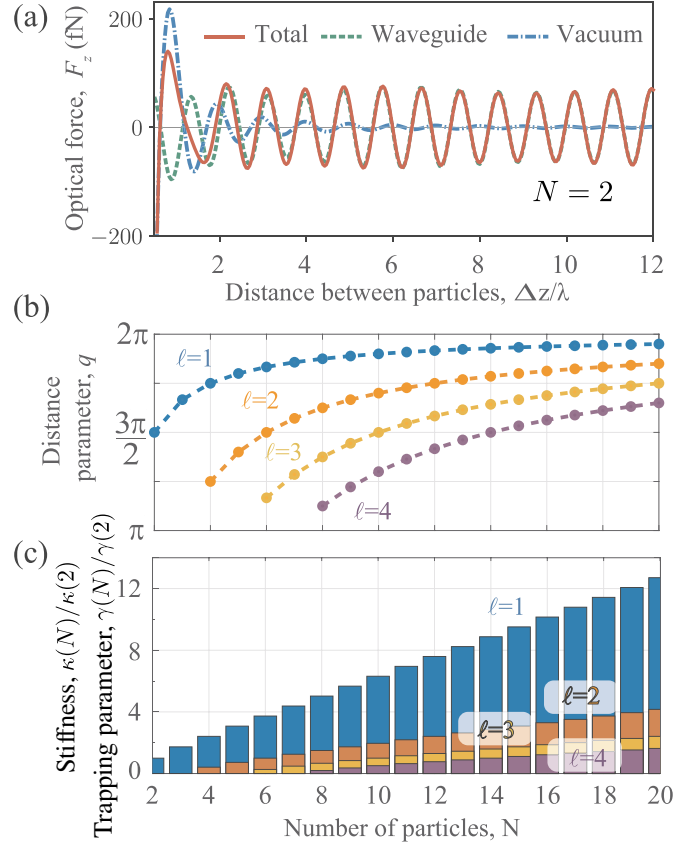 (a)
Total Waveguide Vacuum
Optical force, F_z (fN)
200
0
−200
N = 2
2 4 6 8 10 12
Distance between particles, Δz/λ
(b)
Distance
parameter, q
2π
3π/2
π
ℓ=1
ℓ=2
ℓ=3
ℓ=4
(c)
Stiffness, κ(N)/κ(2)
Trapping parameter, γ(N)/γ(2)
12
8
4
0
ℓ=1
ℓ=2
ℓ=3
ℓ=4
2 4 6 8 10 12 14 16 18 20
Number of particles, N